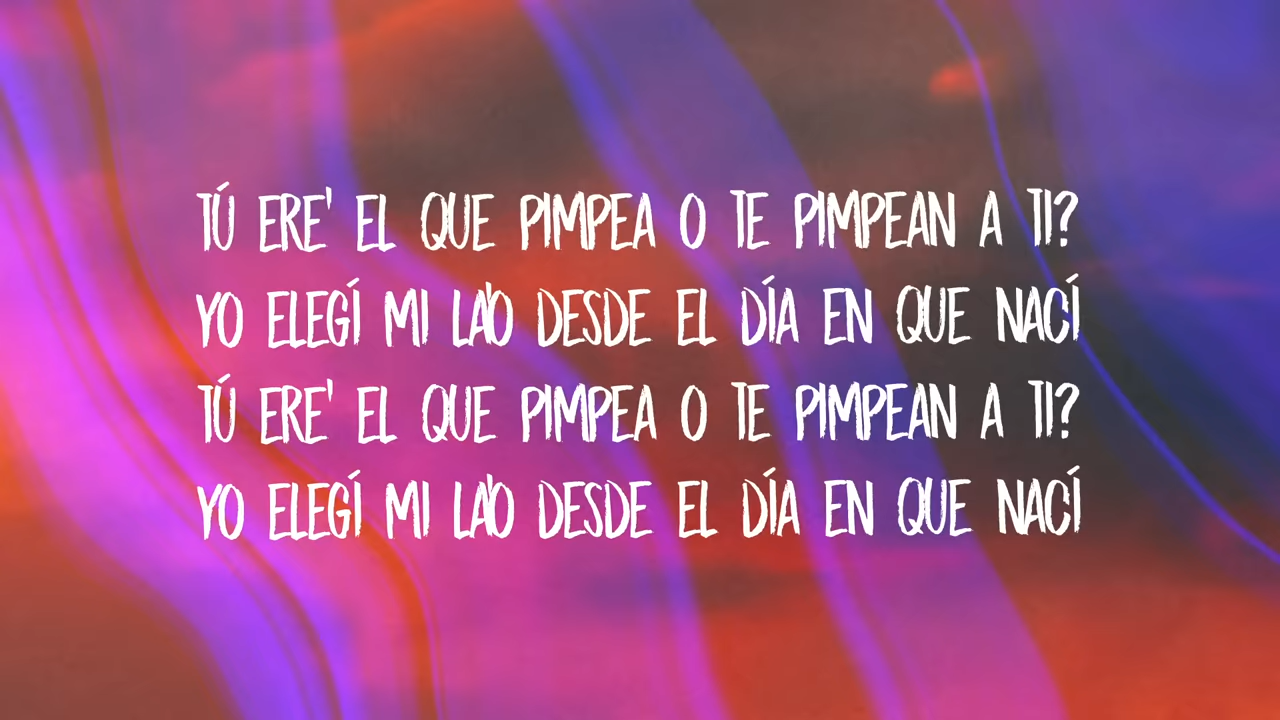 TÚ ERE' EL QUE PIMPEA O TE PIMPEAN A TI?
YO ELEGÍ MI LA'O DESDE EL DÍA EN QUE NACÍ
TÚ ERE' EL QUE PIMPEA O TE PIMPEAN A TI?
YO ELEGÍ MI LA'O DESDE EL DÍA EN QUE NACÍ